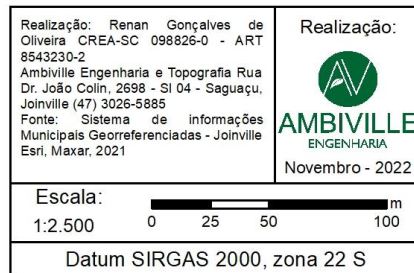 Realização: Renan Gonçalves de
Oliveira CREA-SC 098826-0 - ART
8543230-2
Ambiville Engenharia e Topografia Rua
Dr. João Colin, 2698 - Sl 04 - Saguaçu,
Joinville (47) 3026-5885
Fonte: Sistema de informações
Municipais Georreferenciadas - Joinville
Esri, Maxar, 2021
Realização:
AV
AMBIVILLE
ENGENHARIA
Novembro - 2022
Escala:
1:2.500
m
0 25 50 100
Datum SIRGAS 2000, zona 22 S